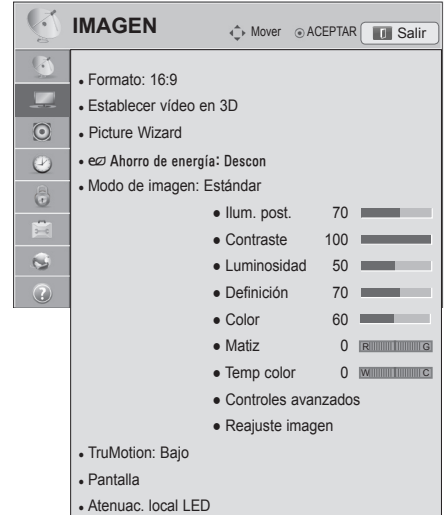 IMAGEN Mover ACEPTAR Salir
• Formato: 16:9
• Establecer vídeo en 3D
• Picture Wizard
• Ahorro de energía: Descon
• Modo de imagen: Estándar
● Ilum. post. 70
● Contraste 100
● Luminosidad 50
● Definición 70
● Color 60
● Matiz 0 R G
● Temp color 0 W C
● Controles avanzados
● Reajuste imagen
• TruMotion: Bajo
• Pantalla
• Atenuac. local LED